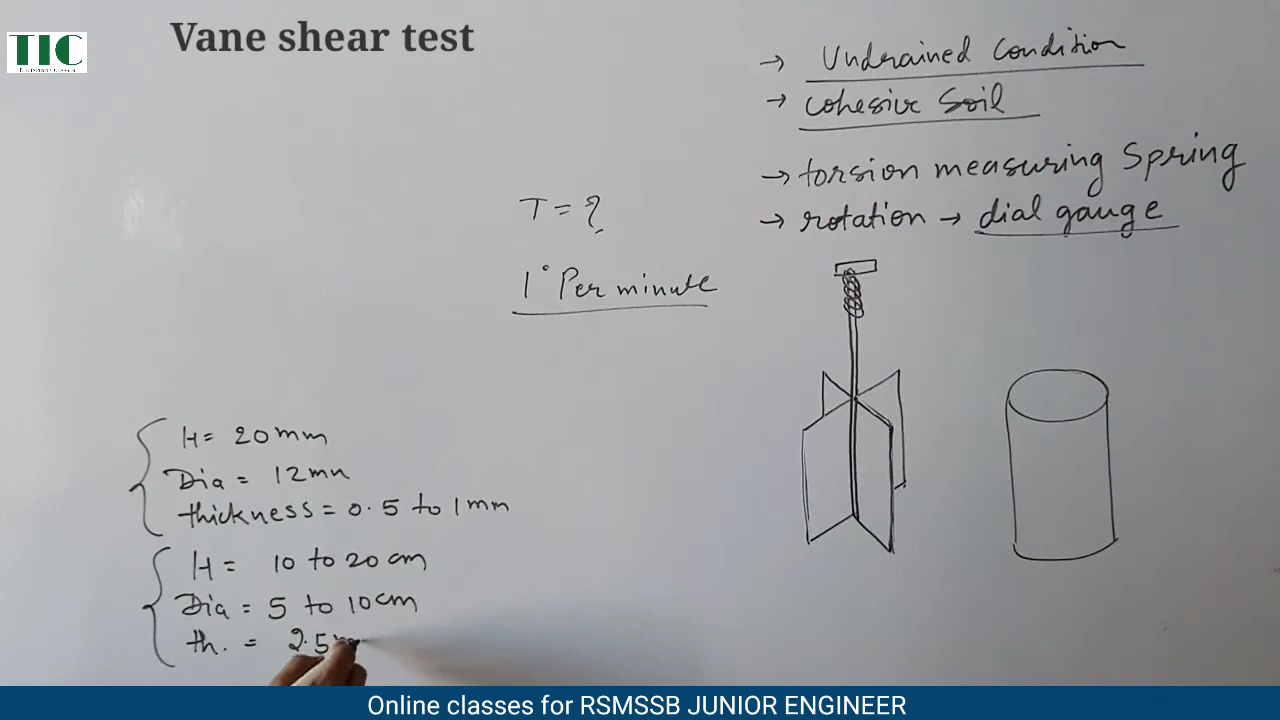 Vane shear test
TIC
→ Undrained Condition
→ Cohesive Soil
→ torsion measuring Spring
→ rotation → dial gauge
T = ?
1° Per minute
H = 20mm
Dia = 12mm
thickness = 0.5 to 1mm
H = 10 to 20 cm
Dia = 5 to 10cm
th. = 2.5
Online classes for RSMSSB JUNIOR ENGINEER